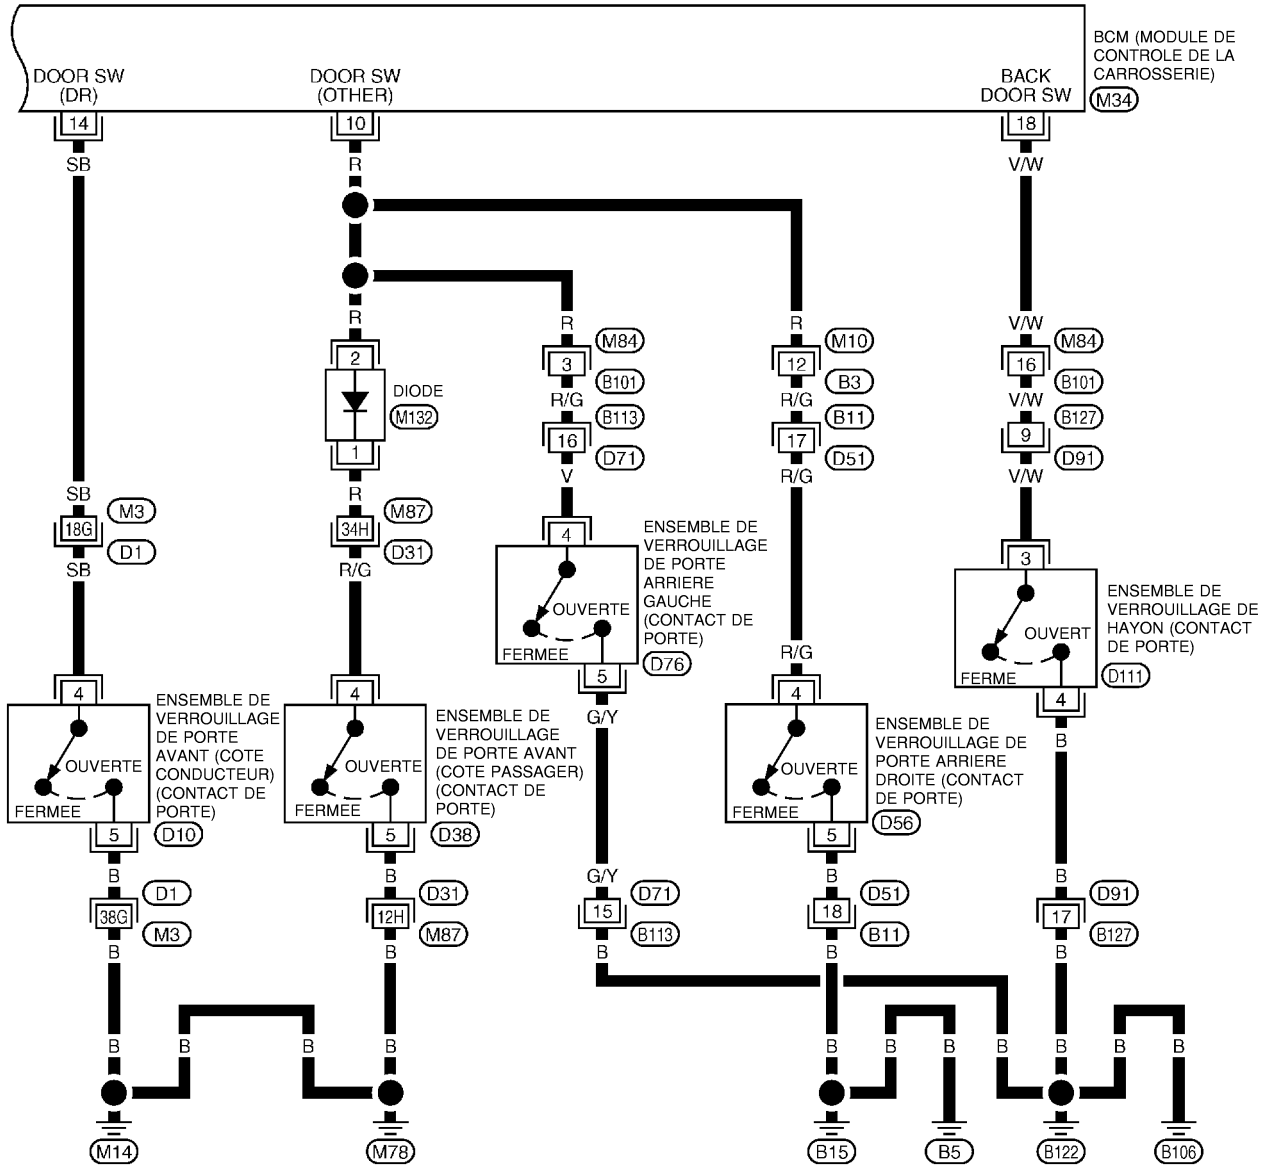 BCM (MODULE DE
CONTROLE DE LA
CARROSSERIE)
M34
DOOR SW
(DR)
DOOR SW
(OTHER)
BACK
DOOR SW
14
10
18
SB
R
V/W
R
R
R
V/W
2
DIODE
M132
1
M84
3
B101
R/G
B113
16
D71
V
M10
12
B3
R/G
B11
17
D51
R/G
M84
16
B101
V/W
B127
9
D91
V/W
SB
M3
18G
D1
SB
R
M87
34H
D31
R/G
4
ENSEMBLE DE
VERROUILLAGE
DE PORTE
ARRIERE
GAUCHE
(CONTACT DE
PORTE)
D76
OUVERTE
FERMEE
5
G/Y
R/G
3
ENSEMBLE DE
VERROUILLAGE DE
HAYON (CONTACT
DE PORTE)
D111
OUVERT
FERME
4
B
4
ENSEMBLE DE
VERROUILLAGE
DE PORTE
AVANT (COTE
CONDUCTEUR)
(CONTACT DE
PORTE)
D10
OUVERTE
FERMEE
5
B
4
ENSEMBLE DE
VERROUILLAGE
DE PORTE AVANT
(COTE PASSAGER)
(CONTACT DE
PORTE)
D38
OUVERTE
FERMEE
5
B
4
ENSEMBLE DE
VERROUILLAGE DE
PORTE ARRIERE
DROITE (CONTACT
DE PORTE)
D56
OUVERTE
FERMEE
5
B
G/Y
B
D1
38G
M3
B
D31
12H
M87
B
D71
15
B113
B
D51
18
B11
B
D91
17
B127
B
B
B
B
B
B
B
B
B
B
B
B
M14
M78
B15
B5
B122
B106